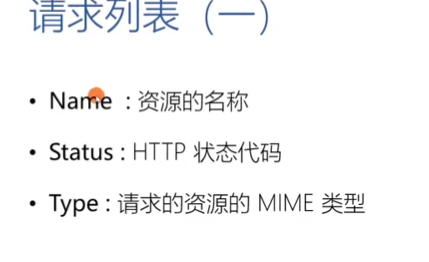 请求列表（一）
• Name : 资源的名称
• Status : HTTP 状态代码
• Type : 请求的资源的 MIME 类型